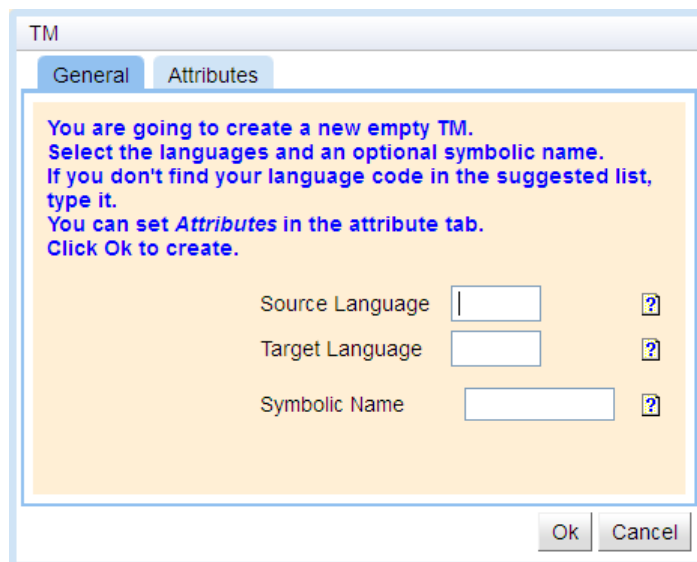 TM
General Attributes
You are going to create a new empty TM.
Select the languages and an optional symbolic name.
If you don't find your language code in the suggested list,
type it.
You can set Attributes in the attribute tab.
Click Ok to create.
Source Language ?
Target Language ?
Symbolic Name ?
Ok Cancel